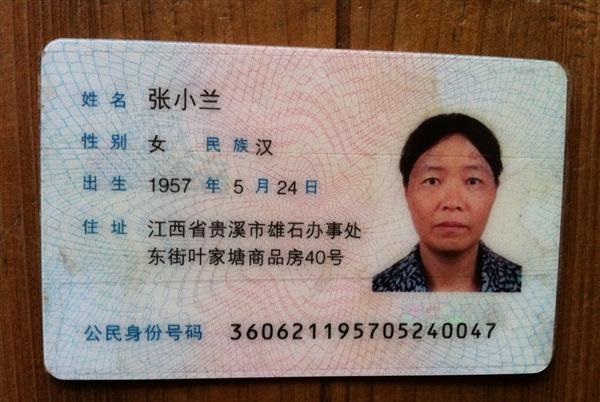 姓名 张小兰
性别 女 民族 汉
出生 1957 年 5 月 24 日
住址 江西省贵溪市雄石办事处
东街叶家塘商品房40号
公民身份号码 360621195705240047